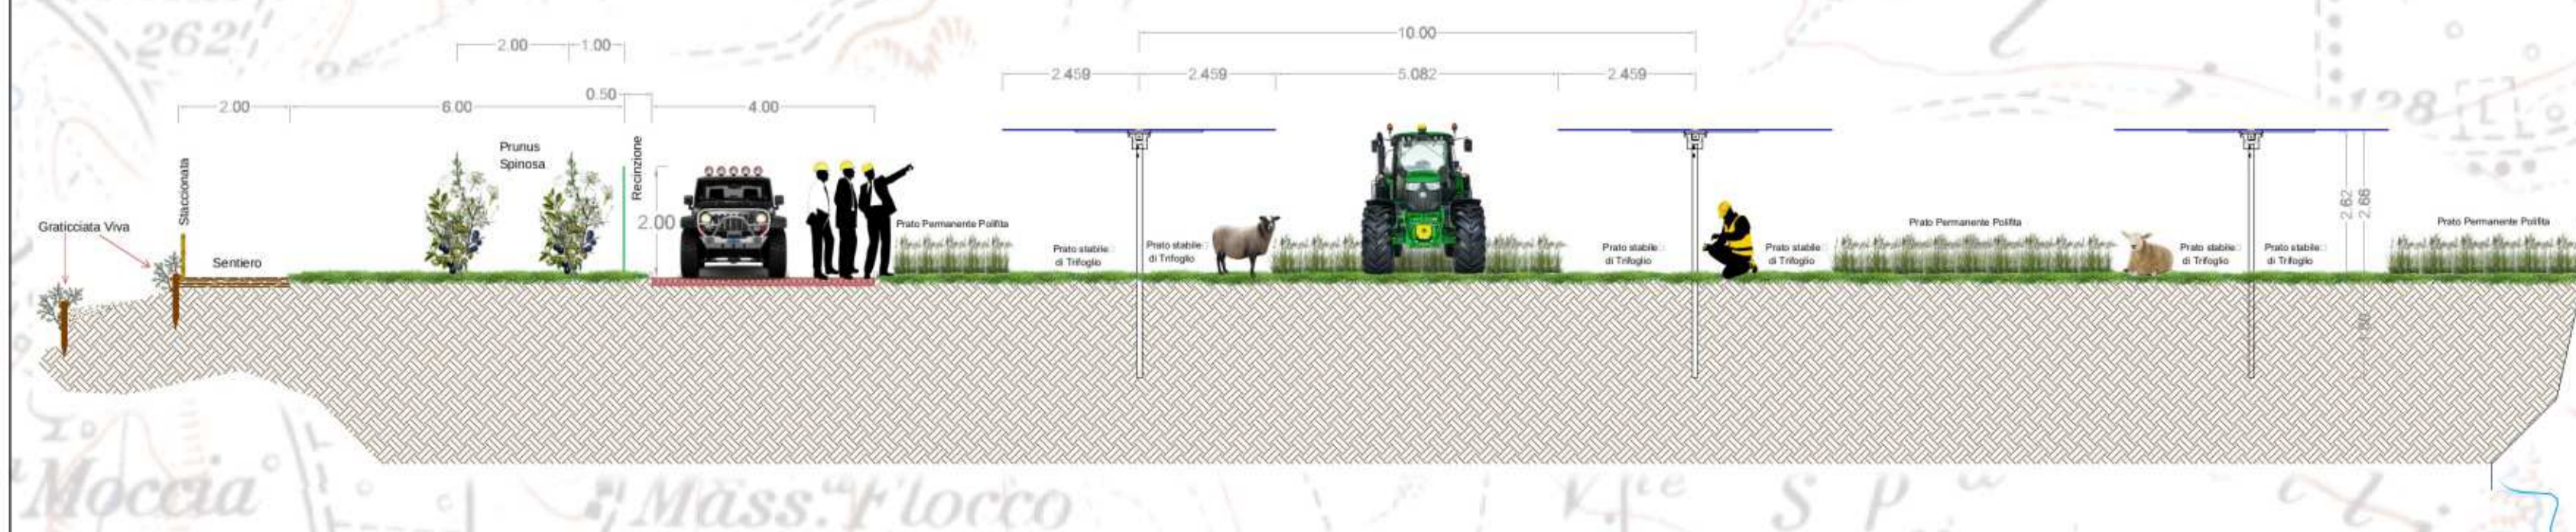 262
10.00
2.00
1.00
2.459
2.459
5.082
2.459
2.00
6.00
0.50
4.00
128
Staccionata
Prunus
Spinosa
Recinzione
2.00
Graticciata Viva
Sentiero
Prato Permanente Polifita
Prato stabile
di Trifoglio
Prato stabile
di Trifoglio
Prato stabile
di Trifoglio
Prato stabile
di Trifoglio
Prato Permanente Polifita
Prato stabile
di Trifoglio
Prato stabile
di Trifoglio
2.62
2.66
Prato Permanente Polifita
Moccia
Mass. Flocco